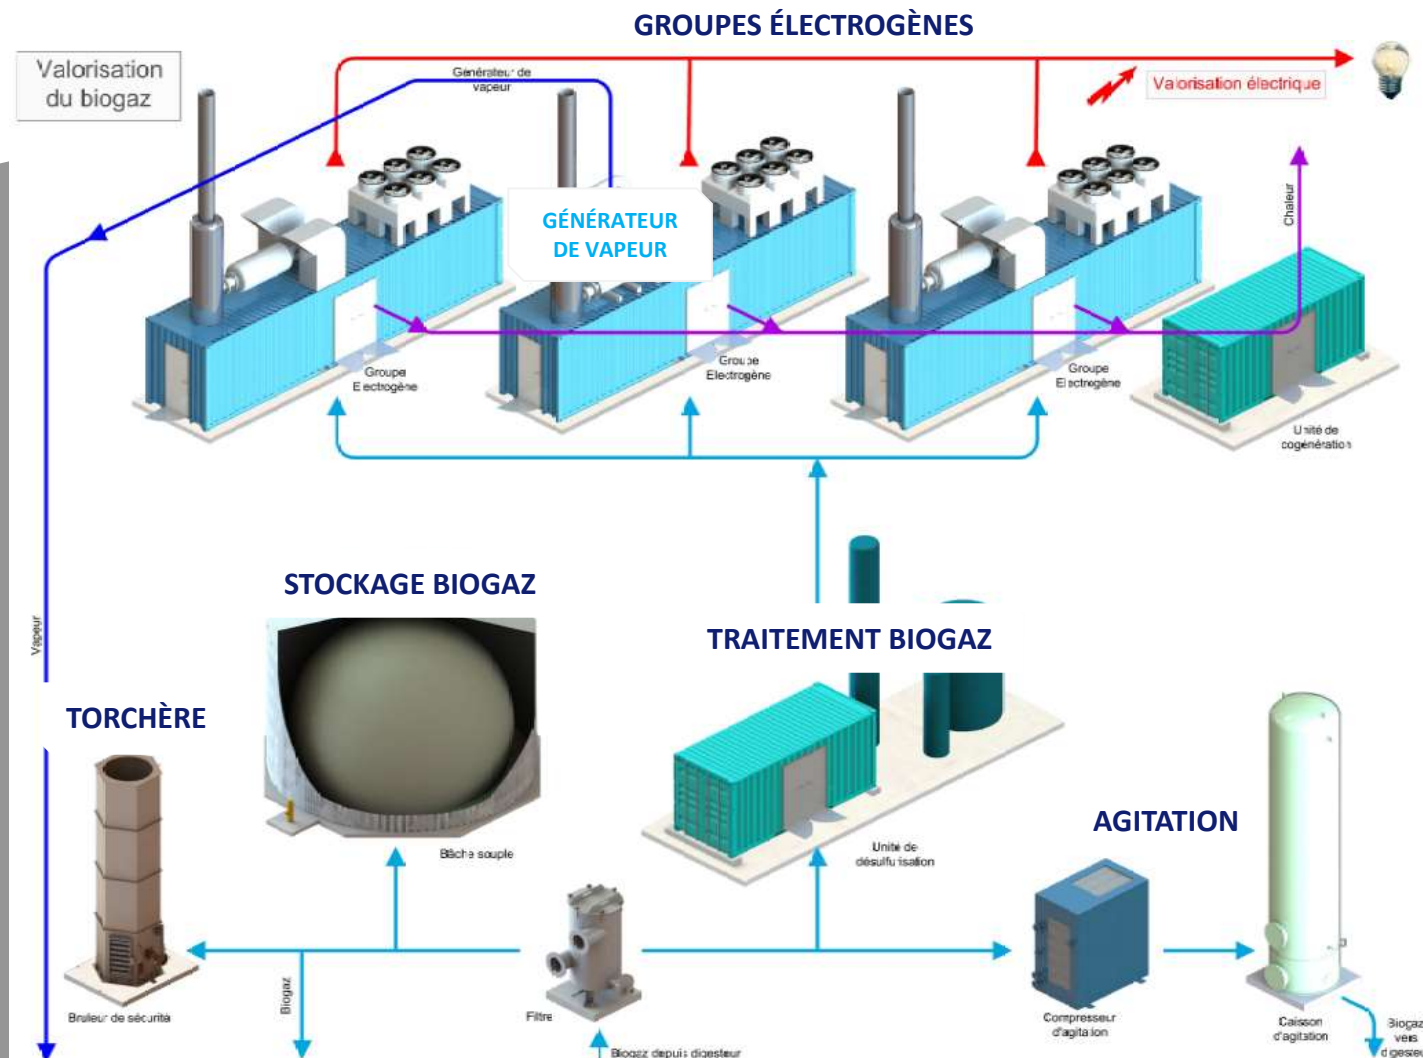 GROUPES ÉLECTROGÈNES
Valorisation
du biogaz
Générateur de
vapeur
Valorisation électrique
GÉNÉRATEUR
DE VAPEUR
Chaleur
Groupe
Electrogène
Groupe
Electrogène
Groupe
Electrogène
Unité de
cogénération
Vapeur
STOCKAGE BIOGAZ
TRAITEMENT BIOGAZ
TORCHÈRE
AGITATION
Bâche souple
Unité de
désulfurisation
Biogaz
Bruleur de sécurité
Filtre
Compresseur
d'agitation
Caisson
d'agitation
Biogaz
vers
digesteur
Biogaz depuis digesteur